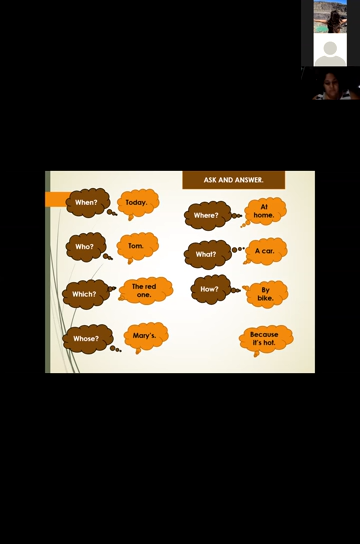 ASK AND ANSWER.
When?
Today.
Who?
Tom.
Which?
The red
one.
Whose?
Mary's.
Where?
At
home.
What?
A car.
How?
By
bike.
Because
it's hot.